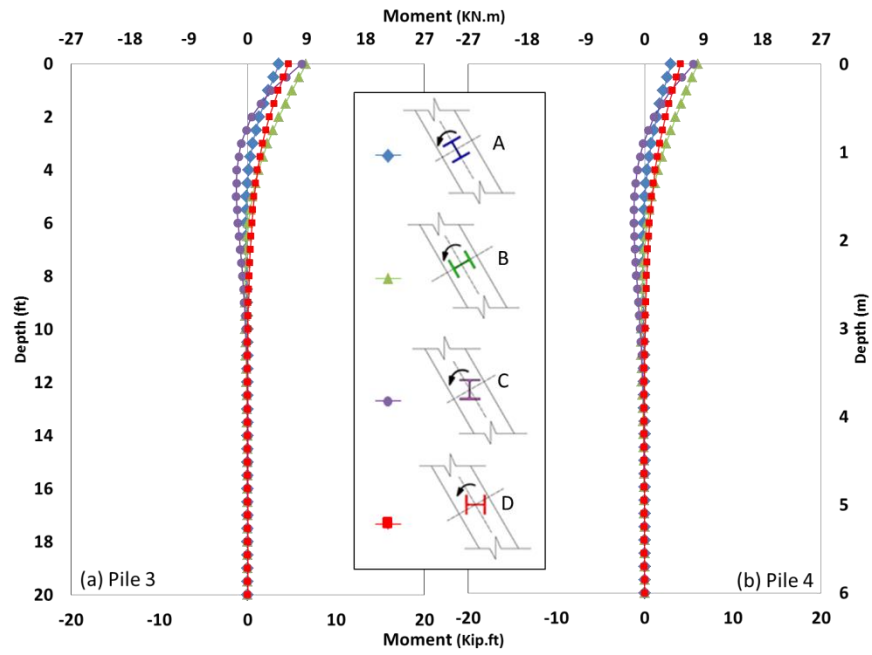 Moment (KN.m)
-27 -18 -9 0 9 18 27
-27 -18 -9 0 9 18 27
0
2
4
6
8
10
12
14
16
18
20
Depth (ft)
A
B
C
D
0
1
2
3
4
5
6
Depth (m)
(a) Pile 3
(b) Pile 4
-20 -10 0 10 20
-20 -10 0 10 20
Moment (Kip.ft)